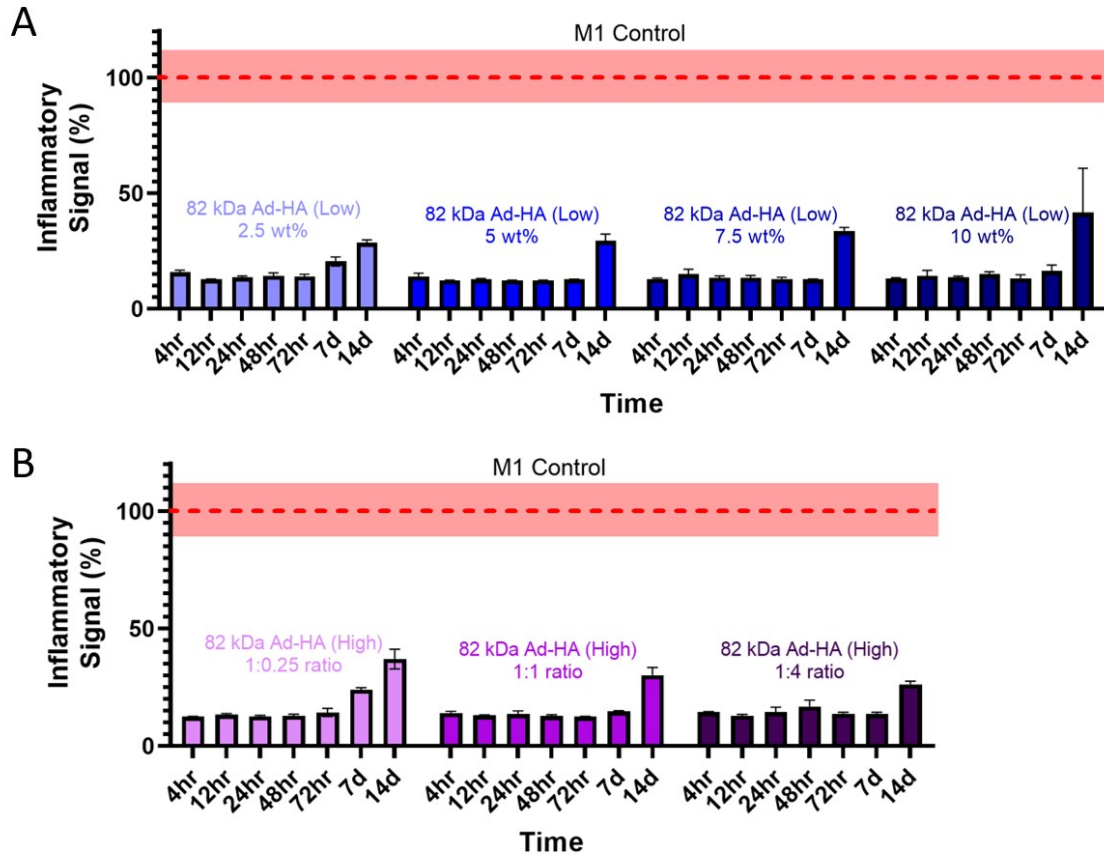 A
M1 Control
Inflammatory
Signal (%)
100
50
0
82 kDa Ad-HA (Low)
2.5 wt%
82 kDa Ad-HA (Low)
5 wt%
82 kDa Ad-HA (Low)
7.5 wt%
82 kDa Ad-HA (Low)
10 wt%
4hr 12hr 24hr 48hr 72hr 7d 14d 4hr 12hr 24hr 48hr 72hr 7d 14d 4hr 12hr 24hr 48hr 72hr 7d 14d 4hr 12hr 24hr 48hr 72hr 7d 14d
Time
B
M1 Control
Inflammatory
Signal (%)
100
50
0
82 kDa Ad-HA (High)
1:0.25 ratio
82 kDa Ad-HA (High)
1:1 ratio
82 kDa Ad-HA (High)
1:4 ratio
4hr 12hr 24hr 48hr 72hr 7d 14d 4hr 12hr 24hr 48hr 72hr 7d 14d 4hr 12hr 24hr 48hr 72hr 7d 14d
Time